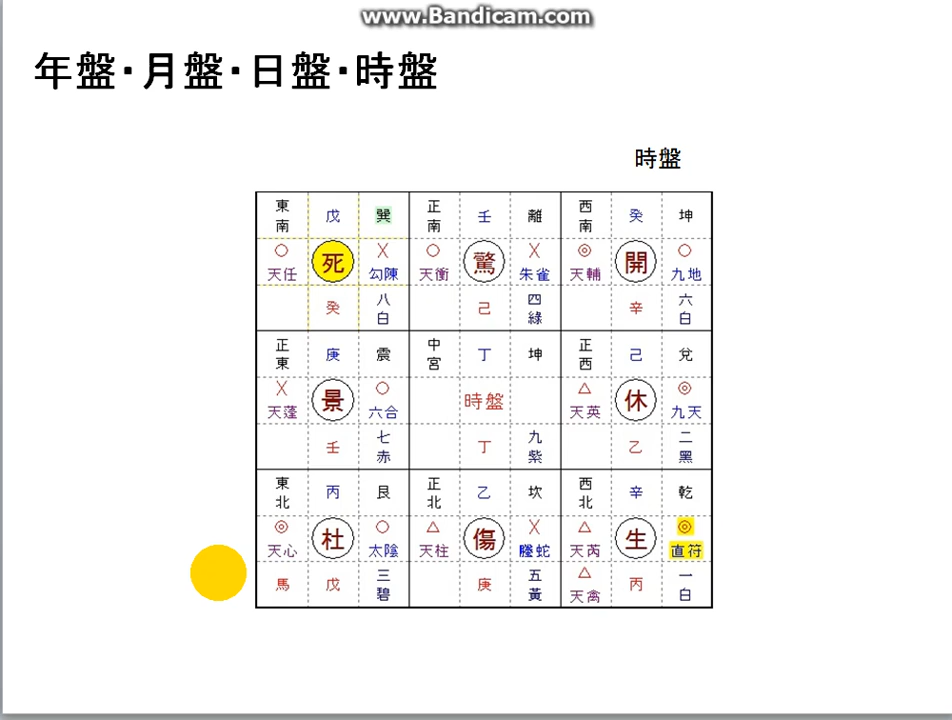 www.Bandicam.com
年盤・月盤・日盤・時盤
時盤
東南 戊 巽 正南 壬 離 西南 癸 坤
○ 天任 死 X 勾陳 ○ 天衝 驚 X 朱雀 ◎ 天輔 開 ○ 九地
癸 八白 己 四綠 辛 六白
正東 庚 震 中宮 丁 坤 正西 己 兌
X 天蓬 景 ○ 六合 時盤 △ 天英 休 ◎ 九天
壬 七赤 丁 九紫 乙 二黑
東北 丙 艮 正北 乙 坎 西北 辛 乾
◎ 天心 杜 ○ 太陰 △ 天柱 傷 X 騰蛇 △ 天芮 生 ◎ 直符
馬 戊 三碧 庚 五黃 △ 天禽 丙 一白